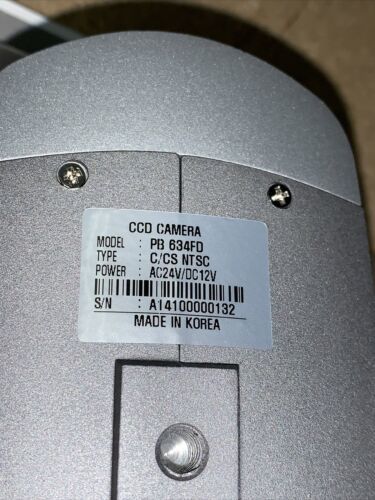 CCD CAMERA
MODEL : PB 634FD
TYPE : C/CS NTSC
POWER : AC24V/DC12V
S/N : A14100000132
MADE IN KOREA